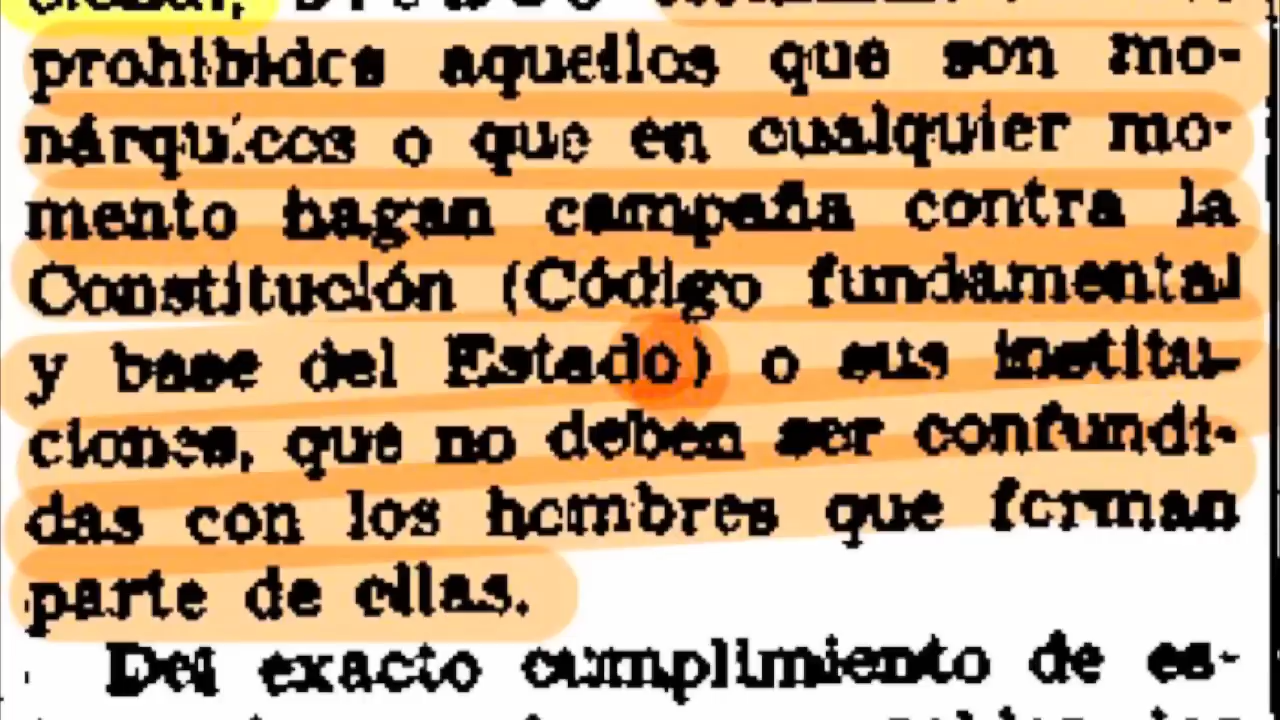 prohibidos aquellos que son mo-
nárquicos o que en cualquier mo-
mento hagan campaña contra la
Constitución (Código fundamental
y base del Estado) o sus institu-
ciones, que no deben ser confundi-
das con los hombres que forman
parte de ellas.
Del exacto cumplimiento de es-